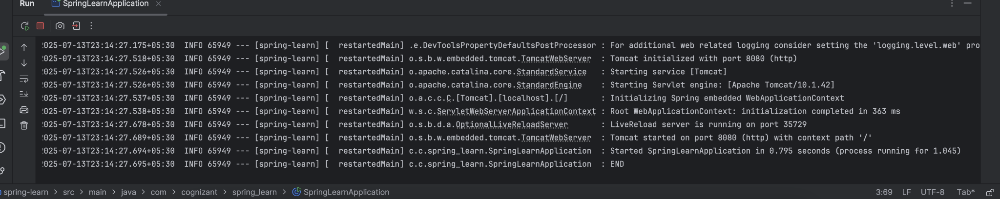 Run SpringLearnApplication
2025-07-13T23:14:27.175+05:30  INFO 65949 --- [spring-learn] [  restartedMain] .e.DevToolsPropertyDefaultsPostProcessor : For additional web related logging consider setting the 'logging.level.web' pro
2025-07-13T23:14:27.518+05:30  INFO 65949 --- [spring-learn] [  restartedMain] o.s.b.w.embedded.tomcat.TomcatWebServer  : Tomcat initialized with port 8080 (http)
2025-07-13T23:14:27.526+05:30  INFO 65949 --- [spring-learn] [  restartedMain] o.apache.catalina.core.StandardService   : Starting service [Tomcat]
2025-07-13T23:14:27.526+05:30  INFO 65949 --- [spring-learn] [  restartedMain] o.apache.catalina.core.StandardEngine    : Starting Servlet engine: [Apache Tomcat/10.1.42]
2025-07-13T23:14:27.537+05:30  INFO 65949 --- [spring-learn] [  restartedMain] o.a.c.c.C.[Tomcat].[localhost].[/]       : Initializing Spring embedded WebApplicationContext
2025-07-13T23:14:27.538+05:30  INFO 65949 --- [spring-learn] [  restartedMain] w.s.c.ServletWebServerApplicationContext : Root WebApplicationContext: initialization completed in 363 ms
2025-07-13T23:14:27.678+05:30  INFO 65949 --- [spring-learn] [  restartedMain] o.s.b.d.a.OptionalLiveReloadServer       : LiveReload server is running on port 35729
2025-07-13T23:14:27.689+05:30  INFO 65949 --- [spring-learn] [  restartedMain] o.s.b.w.embedded.tomcat.TomcatWebServer  : Tomcat started on port 8080 (http) with context path '/'
2025-07-13T23:14:27.694+05:30  INFO 65949 --- [spring-learn] [  restartedMain] c.c.spring_learn.SpringLearnApplication  : Started SpringLearnApplication in 0.795 seconds (process running for 1.045)
2025-07-13T23:14:27.695+05:30  INFO 65949 --- [spring-learn] [  restartedMain] c.c.spring_learn.SpringLearnApplication  : END
spring-learn > src > main > java > com > cognizant > spring_learn > SpringLearnApplication 3:69 LF UTF-8 Tab*